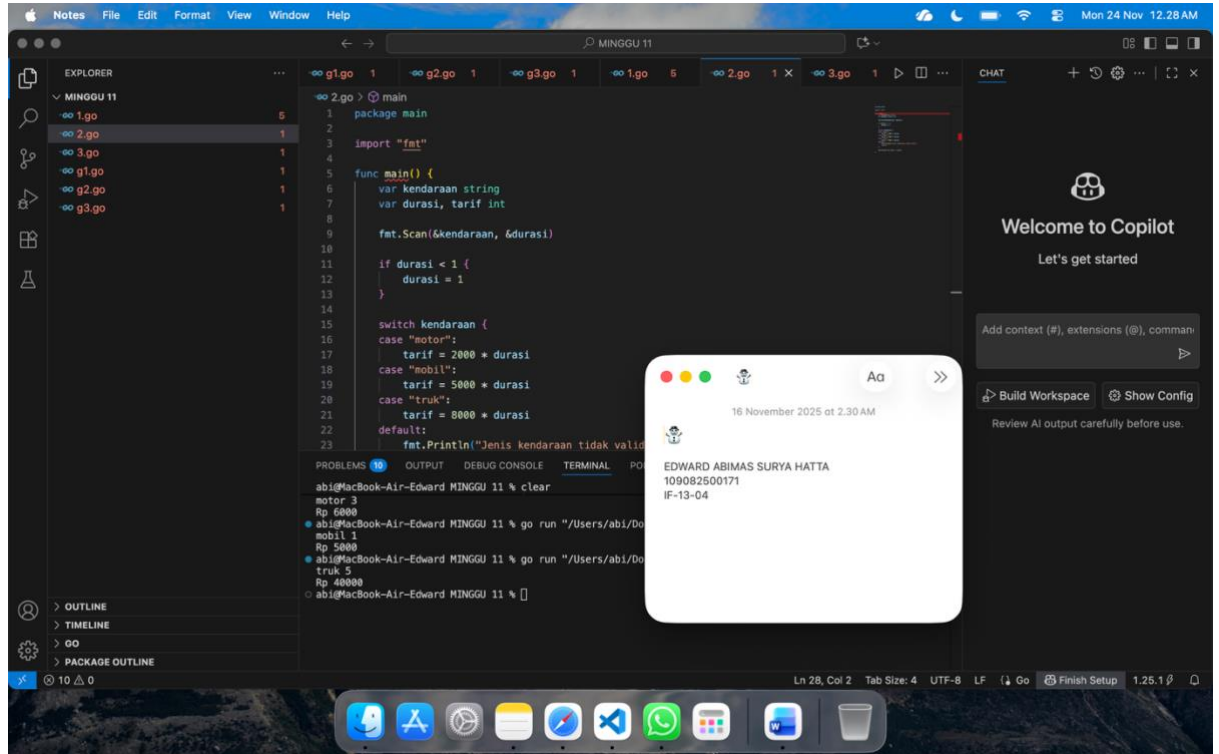 Notes File Edit Format View Window Help Mon 24 Nov 12.28 AM
MINGGU 11
EXPLORER
MINGGU 11
1.go 5
2.go 1
3.go 1
g1.go 1
g2.go 1
g3.go 1
OUTLINE
TIMELINE
GO
PACKAGE OUTLINE
g1.go 1 g2.go 1 g3.go 1 1.go 5 2.go 1 3.go 1
2.go > main
1 package main
2
3 import "fmt"
4
5 func main() {
6 var kendaraan string
7 var durasi, tarif int
8
9 fmt.Scan(&kendaraan, &durasi)
10
11 if durasi < 1 {
12 durasi = 1
13 }
14
15 switch kendaraan {
16 case "motor":
17 tarif = 2000 * durasi
18 case "mobil":
19 tarif = 5000 * durasi
20 case "truk":
21 tarif = 8000 * durasi
22 default:
23 fmt.Println("Jenis kendaraan tidak valid
PROBLEMS 10 OUTPUT DEBUG CONSOLE TERMINAL PO
abi@MacBook-Air-Edward MINGGU 11 % clear
motor 3
Rp 6000
abi@MacBook-Air-Edward MINGGU 11 % go run "/Users/abi/Do
mobil 1
Rp 5000
abi@MacBook-Air-Edward MINGGU 11 % go run "/Users/abi/Do
truk 5
Rp 40000
abi@MacBook-Air-Edward MINGGU 11 %
Aa
16 November 2025 at 2.30 AM
EDWARD ABIMAS SURYA HATTA
109082500171
IF-13-04
CHAT
Welcome to Copilot
Let's get started
Add context (#), extensions (@), comman
Build Workspace Show Config
Review AI output carefully before use.
10 0 Ln 28, Col 2 Tab Size: 4 UTF-8 LF Go Finish Setup 1.25.1